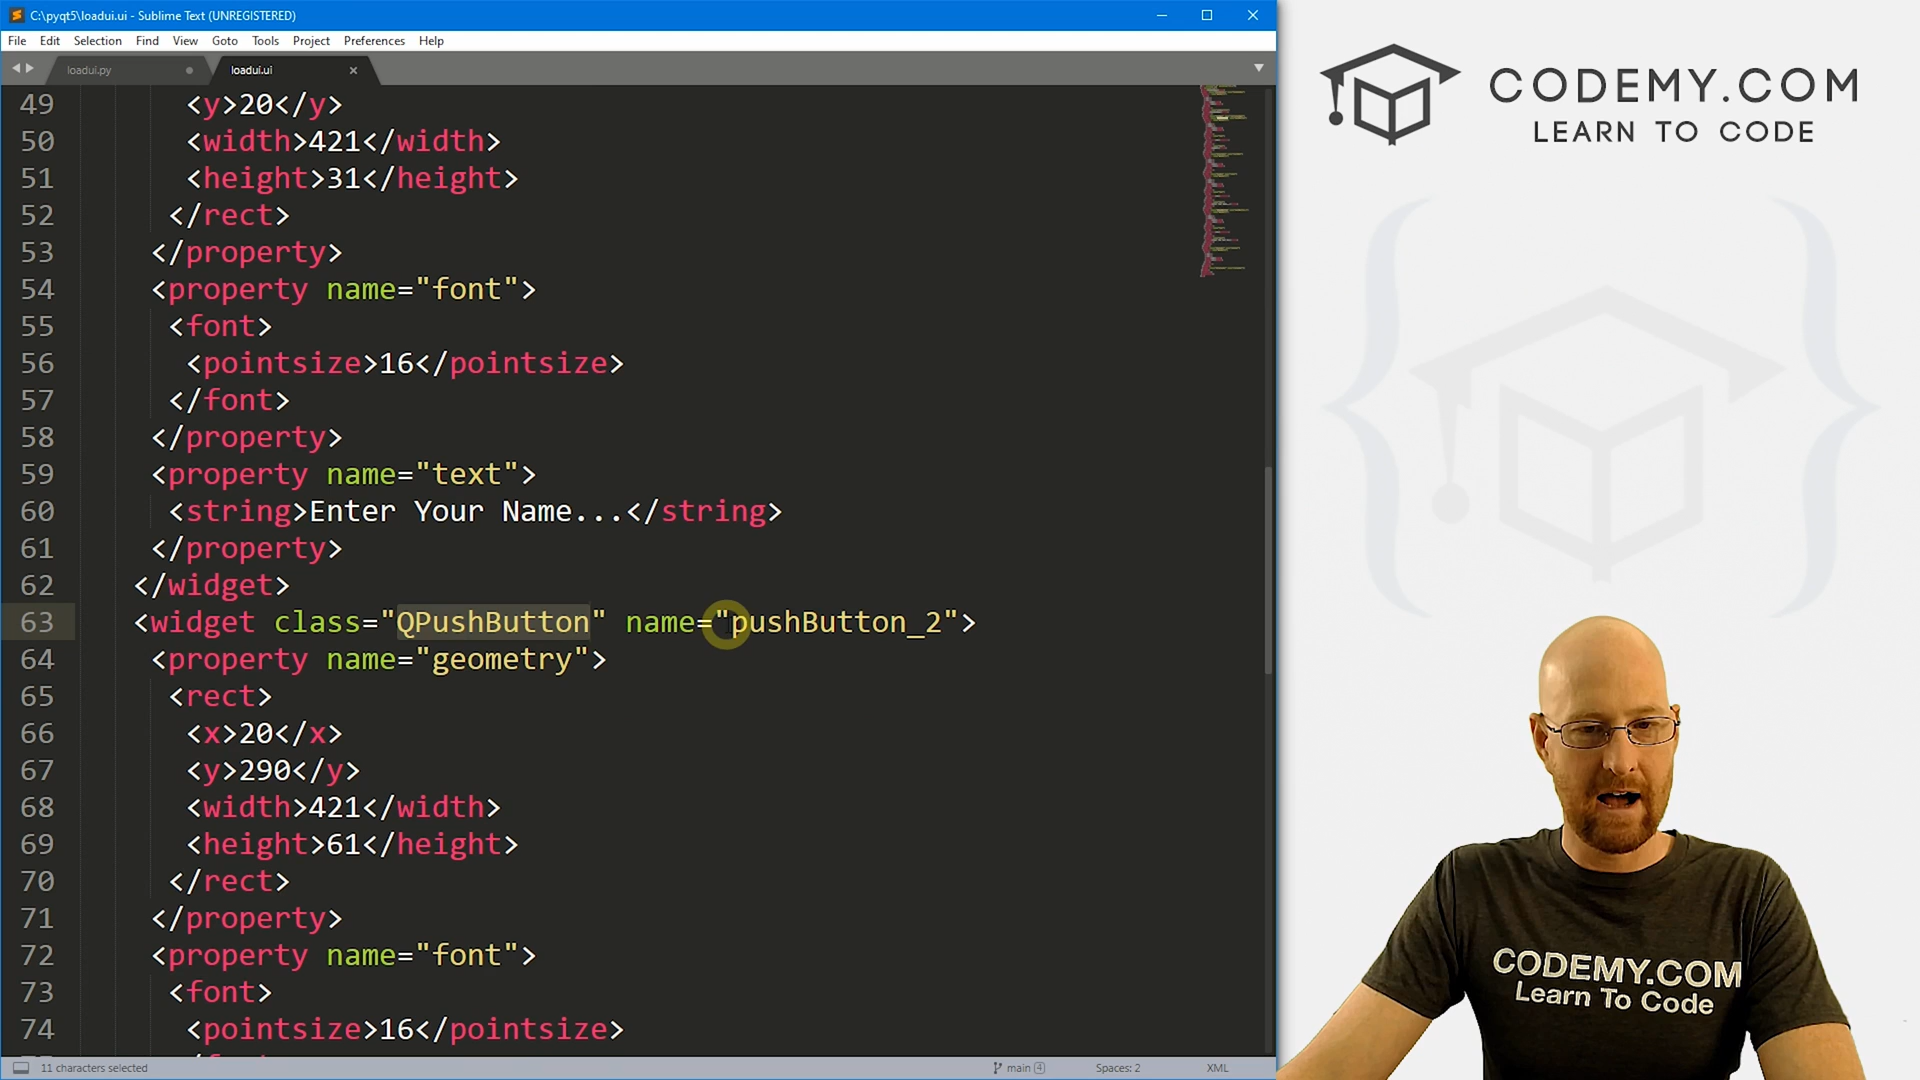 C:\pyqt5\loadui.ui - Sublime Text (UNREGISTERED)
File Edit Selection Find View Goto Tools Project Preferences Help
loadui.py
loadui.ui
49 <y>20</y>
50 <width>421</width>
51 <height>31</height>
52 </rect>
53 </property>
54 <property name="font">
55 <font>
56 <pointsize>16</pointsize>
57 </font>
58 </property>
59 <property name="text">
60 <string>Enter Your Name...</string>
61 </property>
62 </widget>
63 <widget class="QPushButton" name="pushButton_2">
64 <property name="geometry">
65 <rect>
66 <x>20</x>
67 <y>290</y>
68 <width>421</width>
69 <height>61</height>
70 </rect>
71 </property>
72 <property name="font">
73 <font>
74 <pointsize>16</pointsize>
11 characters selected
main 4
Spaces: 2
XML
CODEMY.COM
LEARN TO CODE
CODEMY.COM
Learn To Code